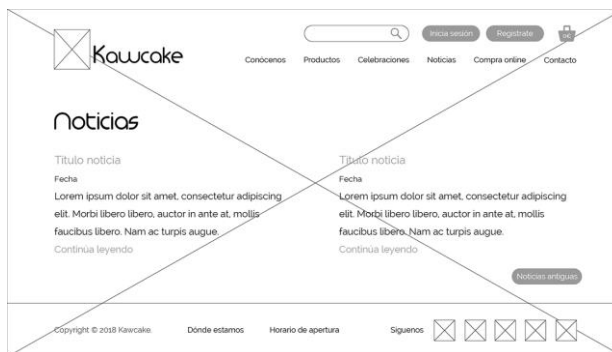 Inicia sesión Regístrate
0€
Kawcake
Conócenos Productos Celebraciones Noticias Compra online Contacto
Noticias
Título noticia
Fecha
Lorem ipsum dolor sit amet, consectetur adipiscing
elit. Morbi libero libero, auctor in ante at, mollis
faucibus libero. Nam ac turpis augue.
Continúa leyendo
Título noticia
Fecha
Lorem ipsum dolor sit amet, consectetur adipiscing
elit. Morbi libero libero, auctor in ante at, mollis
faucibus libero. Nam ac turpis augue.
Continúa leyendo
Noticias antiguas
Copyright © 2018 Kawcake. Dónde estamos Horario de apertura Síguenos